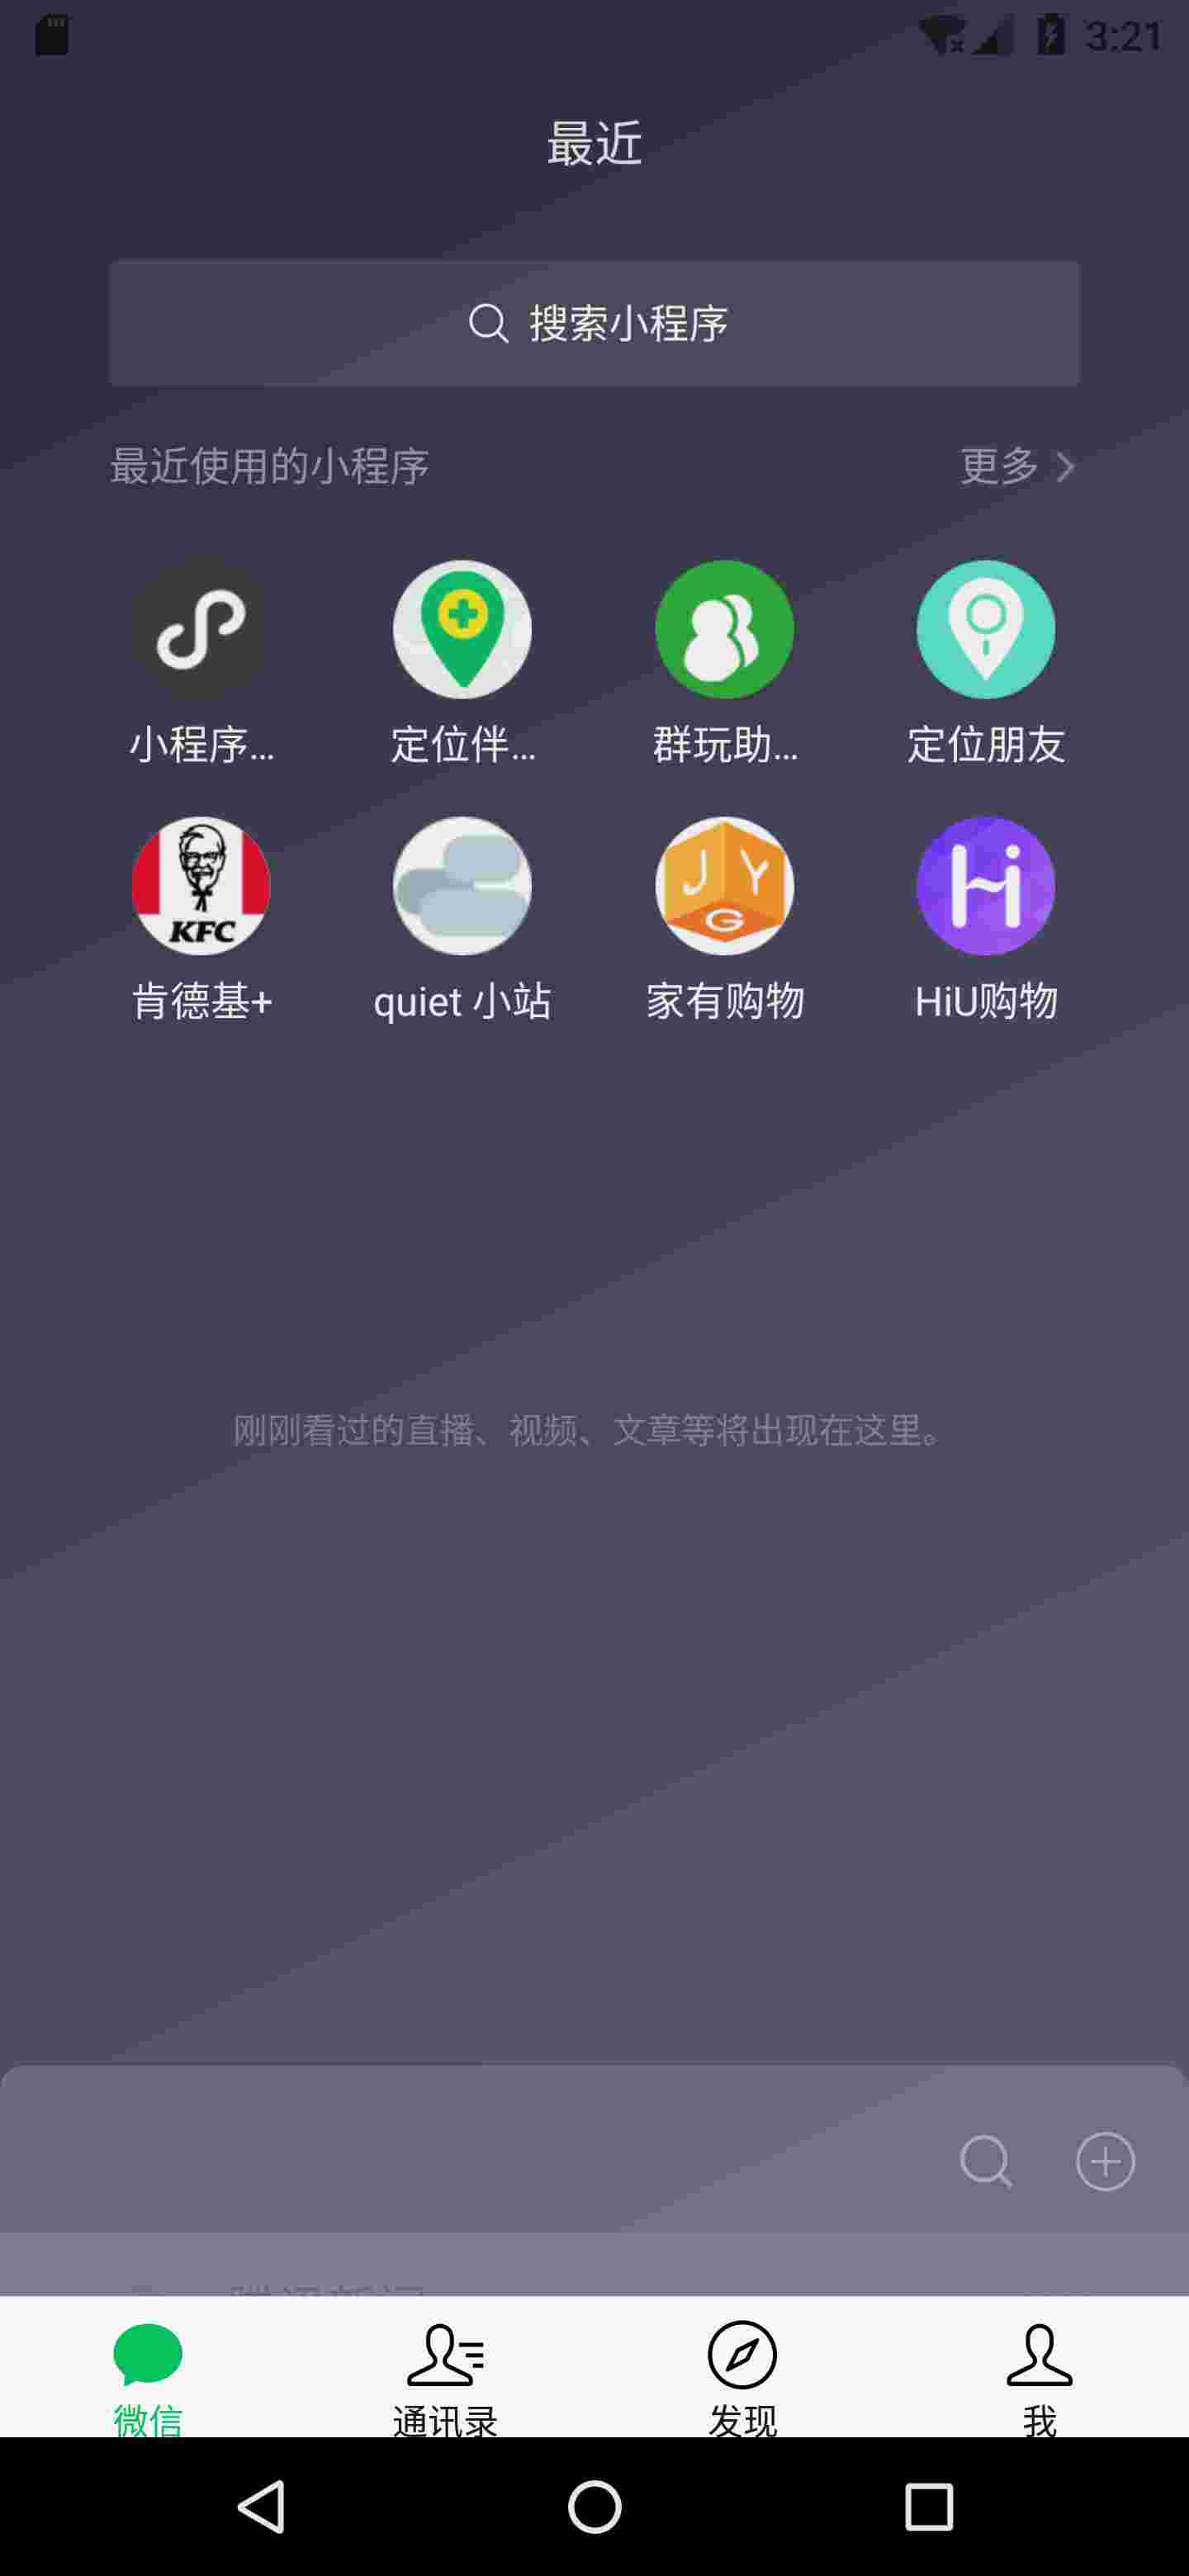 3:21
最近
搜索小程序
最近使用的小程序
更多
小程序...
定位伴...
群玩助...
定位朋友
KFC
J Y
G
Hi
肯德基+
quiet 小站
家有购物
HiU购物
刚刚看过的直播、视频、文章等将出现在这里。
微信
通讯录
发现
我